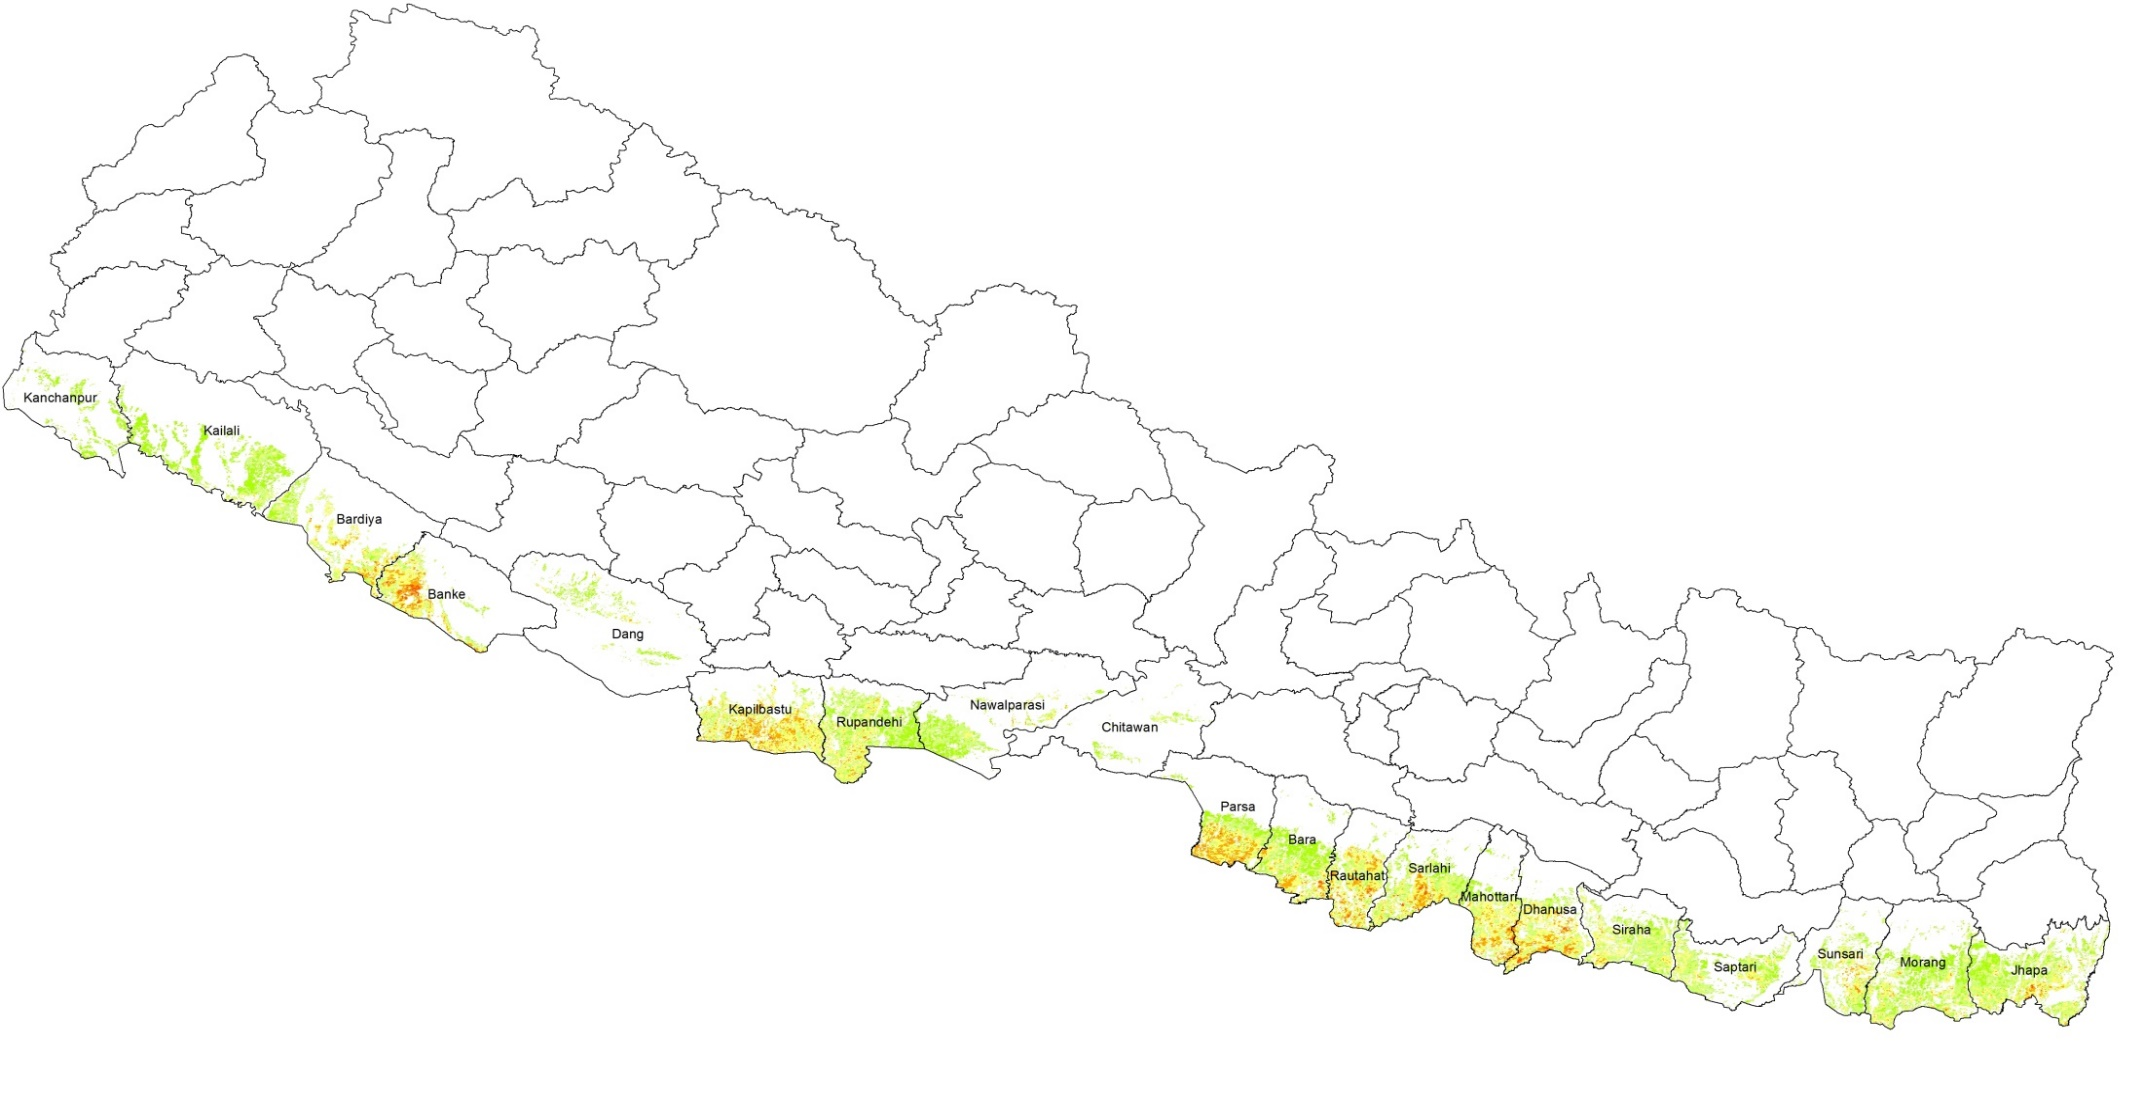 Kanchanpur
Kailali
Bardiya
Banke
Dang
Kapilbastu
Rupandehi
Nawalparasi
Chitawan
Parsa
Bara
Rautahat
Sarlahi
Mahottari
Dhanusa
Siraha
Saptari
Sunsari
Morang
Jhapa